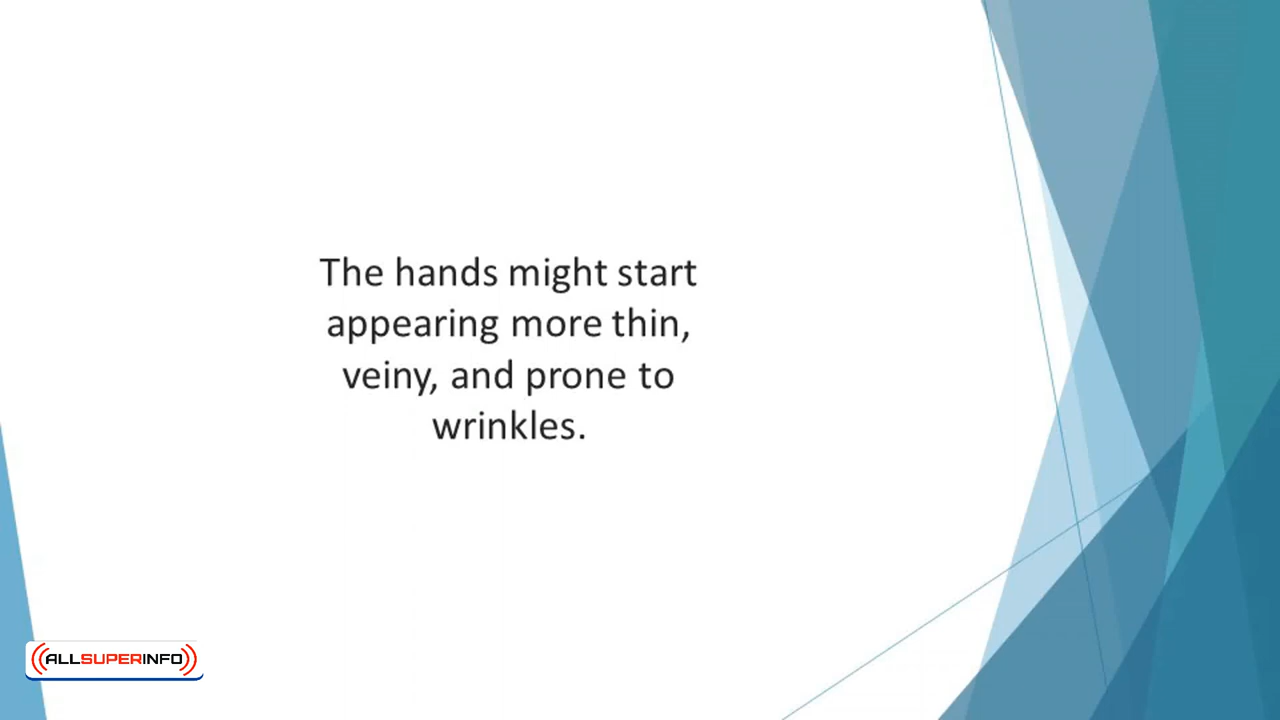 The hands might start
appearing more thin,
veiny, and prone to
wrinkles.
ALLSUPERINFO